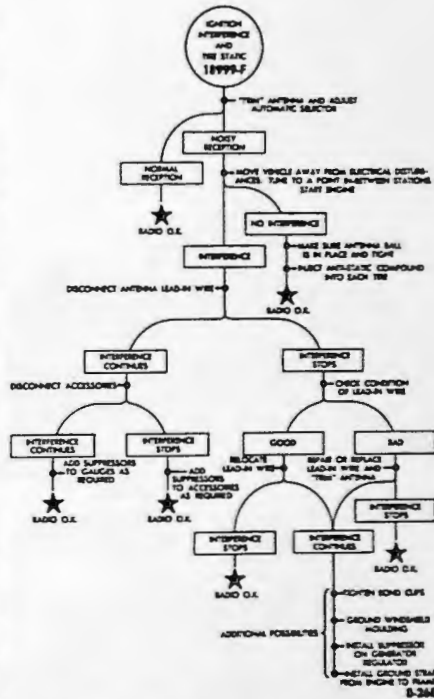 IGNITION
INTERFERENCE
AND
TIRE STATIC
18999-F
"TRIM" ANTENNA AND ADJUST
AUTOMATIC SELECTOR
NOISY
RECEPTION
NORMAL
RECEPTION
MOVE VEHICLE AWAY FROM ELECTRICAL DISTURB-
ANCES. TUNE TO A POINT IN-BETWEEN STATIONS.
START ENGINE
RADIO O.K.
NO INTERFERENCE
INTERFERENCE
MAKE SURE ANTENNA BALL
IS IN PLACE AND TIGHT
INJECT ANTI-STATIC COMPOUND
INTO EACH TIRE
RADIO O.K.
DISCONNECT ANTENNA LEAD-IN WIRE
INTERFERENCE
CONTINUES
INTERFERENCE
STOPS
DISCONNECT ACCESSORIES
CHECK CONDITION
OF LEAD-IN WIRE
INTERFERENCE
CONTINUES
INTERFERENCE
STOPS
GOOD
BAD
ADD SUPPRESSORS
TO GAUGES AS
REQUIRED
ADD
SUPPRESSORS
TO ACCESSORIES
AS REQUIRED
RELOCATE
LEAD-IN WIRE
REPAIR OR REPLACE
LEAD-IN WIRE AND
"TRIM" ANTENNA
RADIO O.K.
RADIO O.K.
INTERFERENCE
STOPS
INTERFERENCE
CONTINUES
INTERFERENCE
STOPS
RADIO O.K.
RADIO O.K.
ADDITIONAL POSSIBILITIES
TIGHTEN BOND CLIPS
GROUND WINDSHIELD
MOULDING
INSTALL SUPPRESSOR
ON GENERATOR
REGULATOR
INSTALL GROUND STRAP
FROM ENGINE TO FRAME